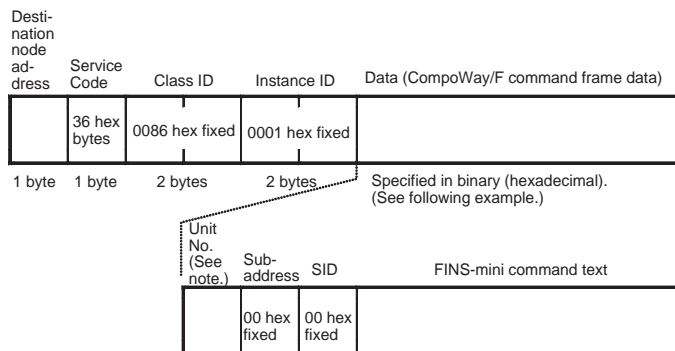 Desti-
nation
node
ad-
dress
Service
Code
Class ID
Instance ID
Data (CompoWay/F command frame data)
36 hex
bytes
0086 hex fixed
0001 hex fixed
1 byte
1 byte
2 bytes
2 bytes
Specified in binary (hexadecimal).
(See following example.)
Unit
No.
(See
note.)
Sub-
address
SID
FINS-mini command text
00 hex
fixed
00 hex
fixed